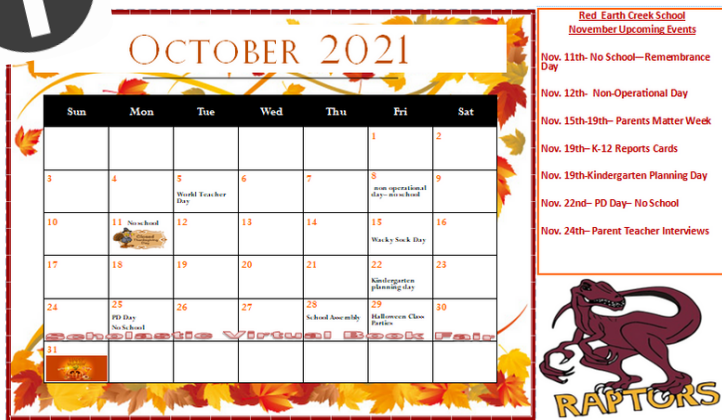 October 2021
Sun Mon Tue Wed Thu Fri Sat
1 2
3 4 5 6 7 8 9
World Teacher
Day
non operational
day– no school
10 11 No school 12 13 14 15 16
Closed
Thanksgiving
Day
Wacky Sock Day
17 18 19 20 21 22 23
Kindergarten
planning day
24 25 26 27 28 29 30
PD Day
No School
School Assembly
Halloween Class
Parties
Scholastic Virtual Book Fair
31
Red Earth Creek School
November Upcoming Events
Nov. 11th- No School—Remembrance
Day
Nov. 12th- Non-Operational Day
Nov. 15th-19th– Parents Matter Week
Nov. 19th– K-12 Reports Cards
Nov. 19th-Kindergarten Planning Day
Nov. 22nd– PD Day– No School
Nov. 24th– Parent Teacher Interviews
RAPTORS